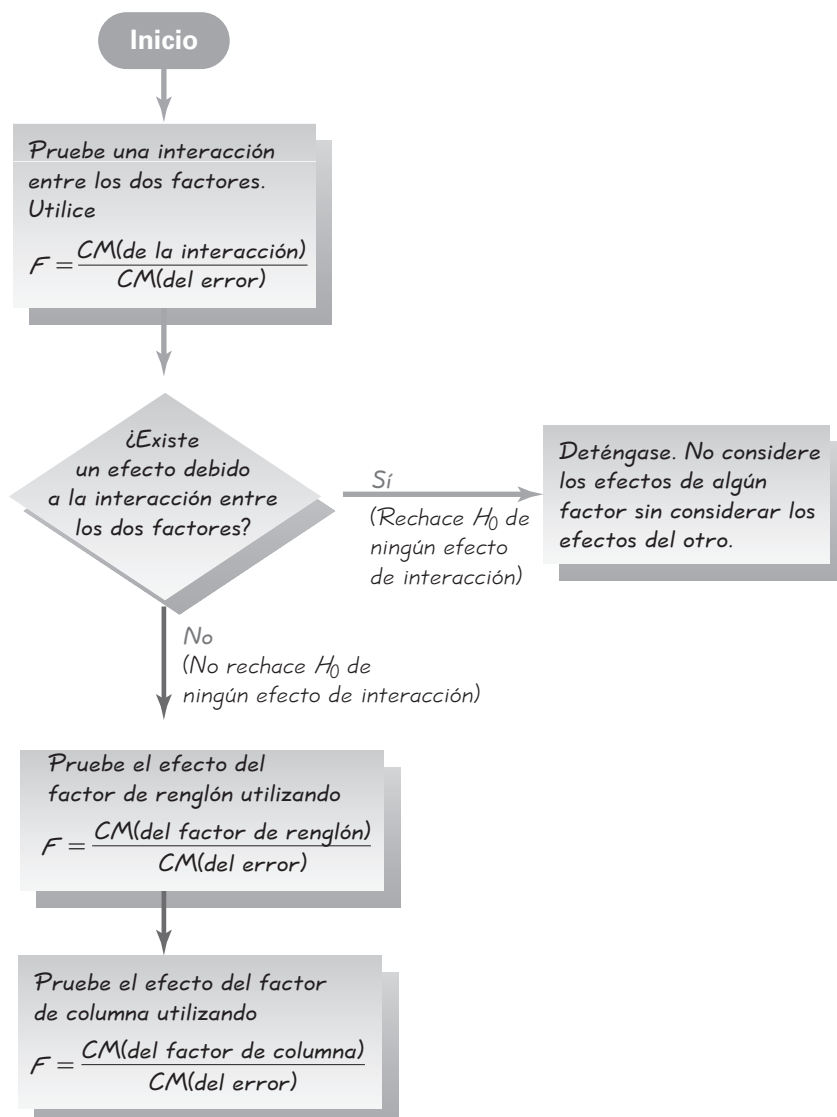 Inicio
Pruebe una interacción
entre los dos factores.
Utilice
F = CM(de la interacción)
CM(del error)
¿Existe
un efecto debido
a la interacción entre
los dos factores?
Sí
(Rechace H0 de
ningún efecto
de interacción)
Deténgase. No considere
los efectos de algún
factor sin considerar los
efectos del otro.
No
(No rechace H0 de
ningún efecto de interacción)
Pruebe el efecto del
factor de renglón utilizando
F = CM(del factor de renglón)
CM(del error)
Pruebe el efecto del factor
de columna utilizando
F = CM(del factor de columna)
CM(del error)